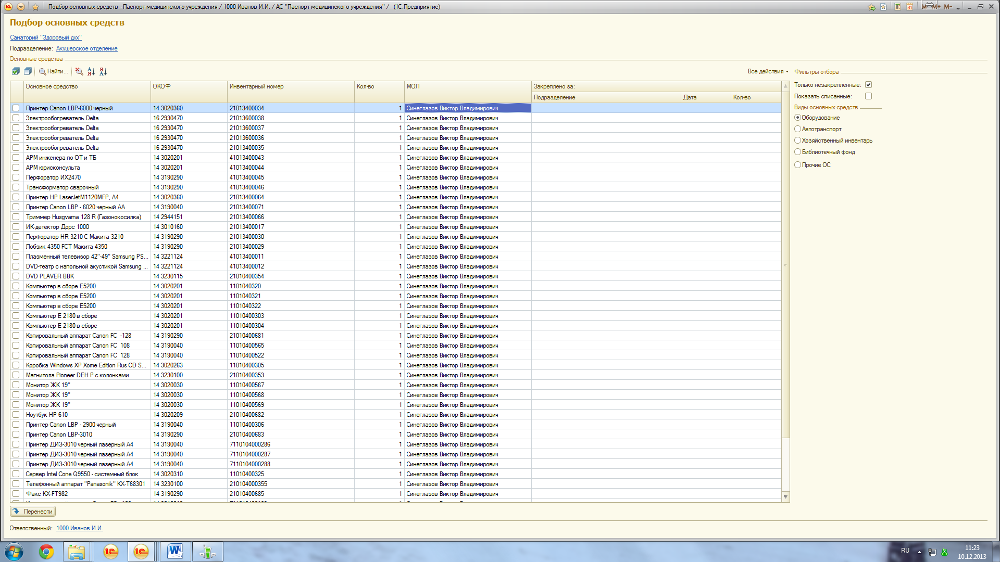 Подбор основных средств - Паспорт медицинского учреждения / 1000 Иванов И.И. / АС "Паспорт медицинского учреждения" / (1С:Предприятие)
M M+ M-
Подбор основных средств
Санаторий "Здоровый дух"
Подразделение: Акушерское отделение
Основные средства
Найти...
Все действия
Основное средство ОКОФ Инвентарный номер Кол-во МОЛ Закреплено за:
Подразделение Дата Кол-во
Принтер Canon LBP-6000 черный 14 3020360 21013400034 1 Синеглазов Виктор Владимирович
Электрообогреватель Delta 16 2930470 21013600038 1 Синеглазов Виктор Владимирович
Электрообогреватель Delta 16 2930470 21013600037 1 Синеглазов Виктор Владимирович
Электрообогреватель Delta 16 2930470 21013600036 1 Синеглазов Виктор Владимирович
Электрообогреватель Delta 16 2930470 21013400035 1 Синеглазов Виктор Владимирович
АРМ инженера по ОТ и ТБ 14 3020201 41013400043 1 Синеглазов Виктор Владимирович
АРМ юрисконсульта 14 3020201 41013400044 1 Синеглазов Виктор Владимирович
Перфоратор ИХ2470 14 3190290 41013400045 1 Синеглазов Виктор Владимирович
Трансформатор сварочный 14 3190290 41013400046 1 Синеглазов Виктор Владимирович
Принтер HP LaserJetM1120MFP, A4 14 3020360 21013400064 1 Синеглазов Виктор Владимирович
Принтер Canon LBP - 6020 черный АА 14 3190040 21013400071 1 Синеглазов Виктор Владимирович
Триммер Husgvarna 128 R (Газонокосилка) 14 2944151 21013400066 1 Синеглазов Виктор Владимирович
ИК-детектор Дорс 1000 14 3010160 21013400017 1 Синеглазов Виктор Владимирович
Перфоратор HR 3210 С Макита 3210 14 3190290 21013400030 1 Синеглазов Виктор Владимирович
Лобзик 4350 FCT Макита 4350 14 3190290 21013400029 1 Синеглазов Виктор Владимирович
Плазменный телевизор 42"-49" Samsung PS... 14 3221124 41013400011 1 Синеглазов Виктор Владимирович
DVD-театр с напольной акустикой Samsung ... 14 3221124 41013400012 1 Синеглазов Виктор Владимирович
DVD PLAVER BBK 14 3230115 21010400354 1 Синеглазов Виктор Владимирович
Компьютер в сборе E5200 14 3020201 1101040320 1 Синеглазов Виктор Владимирович
Компьютер в сборе E5200 14 3020201 1101040321 1 Синеглазов Виктор Владимирович
Компьютер в сборе E5200 14 3020201 1101040322 1 Синеглазов Виктор Владимирович
Компьютер Е 2180 в сборе 14 3020201 11010400303 1 Синеглазов Виктор Владимирович
Компьютер Е 2180 в сборе 14 3020201 11010400304 1 Синеглазов Виктор Владимирович
Копировальный аппарат Canon FC -128 14 3190290 21010400681 1 Синеглазов Виктор Владимирович
Копировальный аппарат Canon FC 108 14 3190040 11010400565 1 Синеглазов Виктор Владимирович
Копировальный аппарат Canon FC 128 14 3190040 11010400522 1 Синеглазов Виктор Владимирович
Коробка Windows XP Xome Edition Rus CD S... 14 3020263 11010400305 1 Синеглазов Виктор Владимирович
Магнитола Pioneer DEH P с колонками 14 3230100 21010400353 1 Синеглазов Виктор Владимирович
Монитор ЖК 19" 14 3020030 11010400567 1 Синеглазов Виктор Владимирович
Монитор ЖК 19" 14 3020030 11010400568 1 Синеглазов Виктор Владимирович
Монитор ЖК 19" 14 3020030 11010400569 1 Синеглазов Виктор Владимирович
Ноутбук HP 610 14 3020209 21010400682 1 Синеглазов Виктор Владимирович
Принтер Canon LBP - 2900 черный 14 3190040 11010400306 1 Синеглазов Виктор Владимирович
Принтер Canon LBP-3010 14 3190290 21010400683 1 Синеглазов Виктор Владимирович
Принтер ДИЗ-3010 черный лазерный А4 14 3190040 7110104000286 1 Синеглазов Виктор Владимирович
Принтер ДИЗ-3010 черный лазерный А4 14 3190040 7110104000287 1 Синеглазов Виктор Владимирович
Принтер ДИЗ-3010 черный лазерный А4 14 3190040 7110104000288 1 Синеглазов Виктор Владимирович
Сервер Intel Cone Q9550 - системный блок 14 3020310 11010400325 1 Синеглазов Виктор Владимирович
Телефонный аппарат "Panasonik" KX-T68301 14 3230100 210104000355 1 Синеглазов Виктор Владимирович
Факс KX-FT982 14 3190290 21010400685 1 Синеглазов Виктор Владимирович
Фильтры отбора
Только незакрепленные:
Показать списанные:
Виды основных средств
Оборудование
Автотранспорт
Хозяйственный инвентарь
Библиотечный фонд
Прочие ОС
Перенести
Ответственный: 1000 Иванов И.И.
RU
11:23
10.12.2013